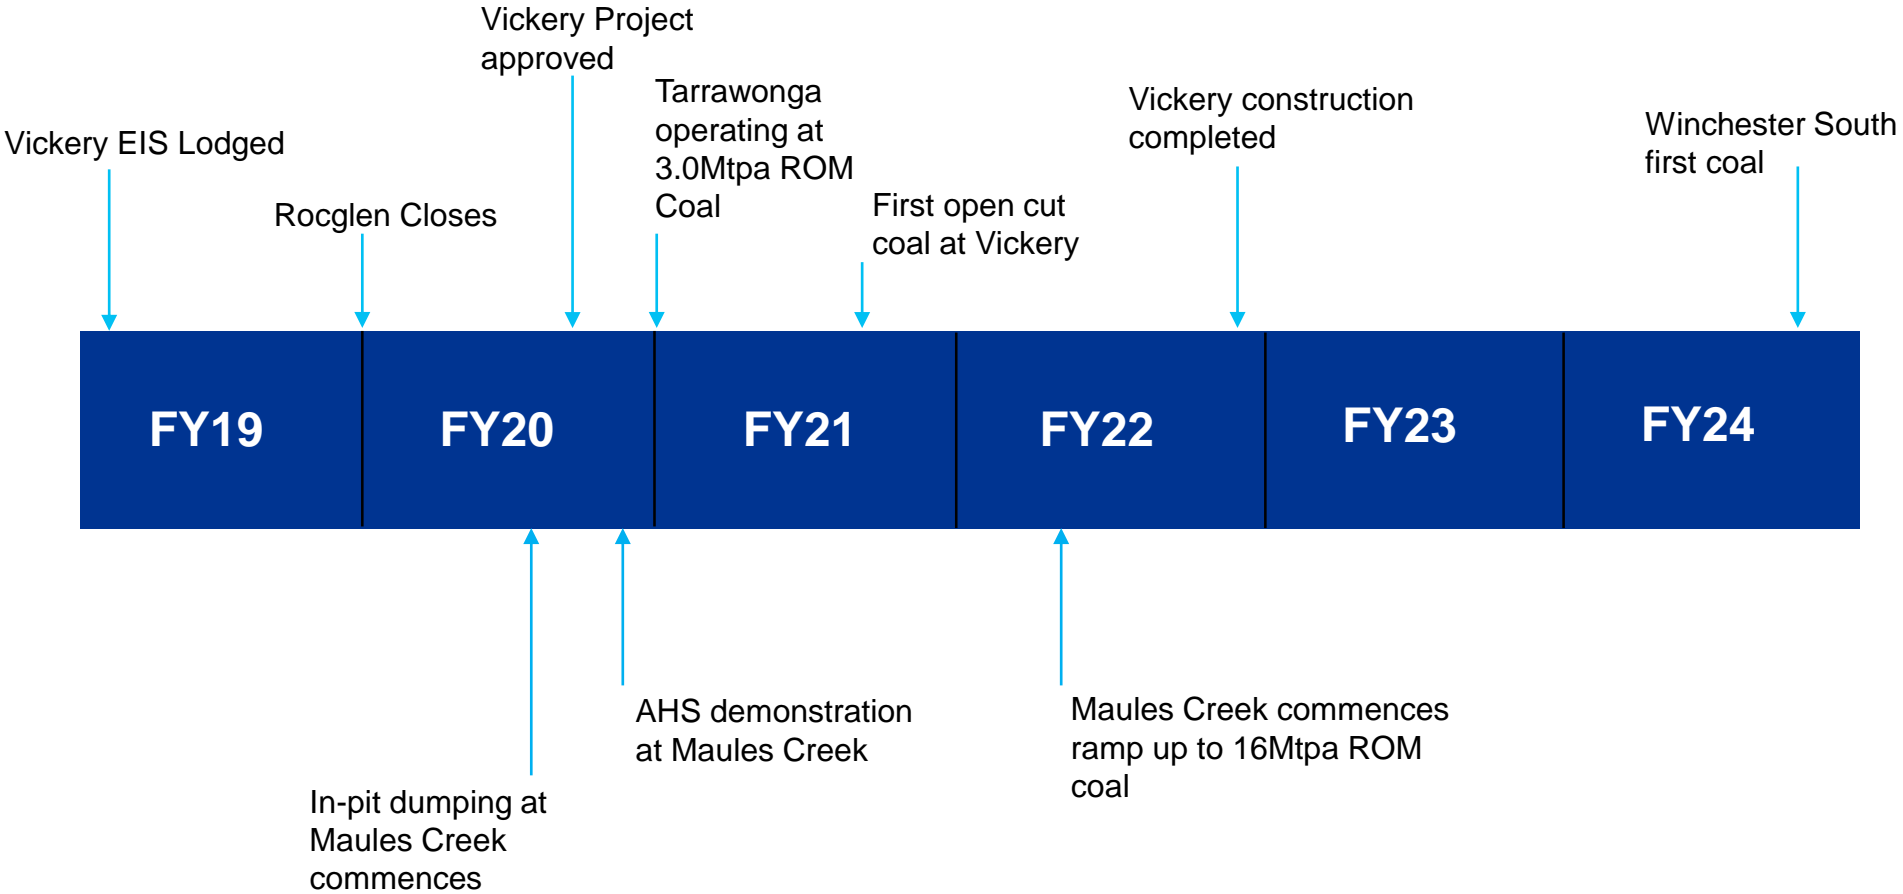 Vickery Project
approved
Tarrawonga
operating at
3.0Mtpa ROM
Coal
Vickery construction
completed
Winchester South
first coal
Vickery EIS Lodged
Rocglen Closes
First open cut
coal at Vickery
FY19
FY20
FY21
FY22
FY23
FY24
AHS demonstration
at Maules Creek
Maules Creek commences
ramp up to 16Mtpa ROM
coal
In-pit dumping at
Maules Creek
commences